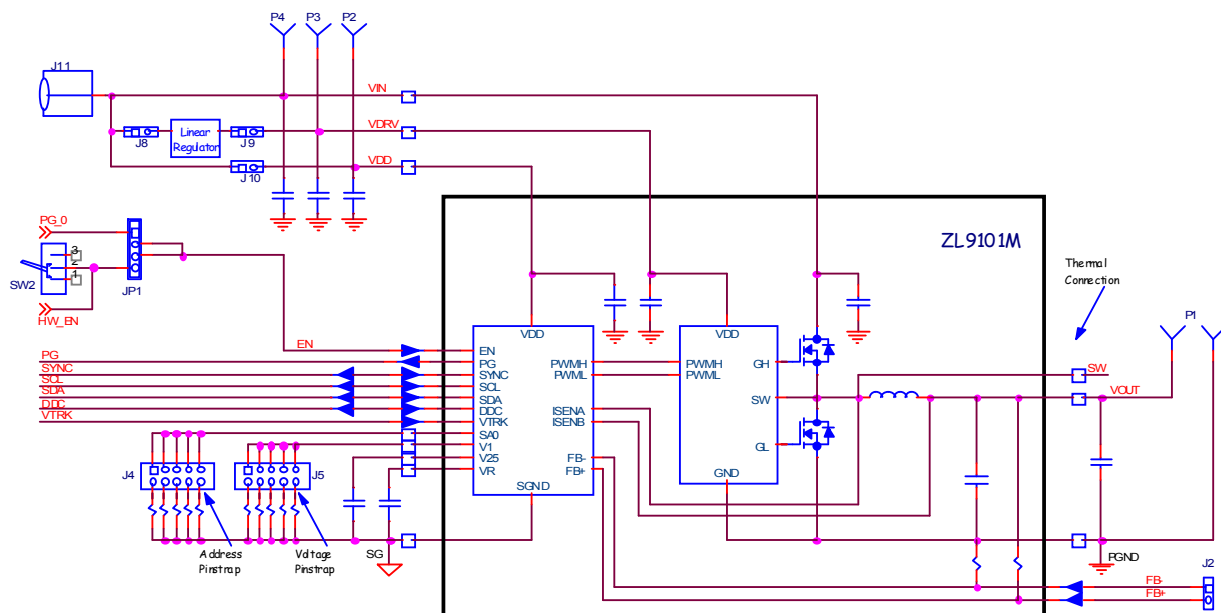 P4
P3
P2
J11
VIN
Linear
Regulator
J8
J9
VDRV
J10
VDD
PG_0
3
2
1
SW2
JP1
HW_EN
ZL9101M
Thermal
Connection
P1
EN
PG
SYNC
SCL
SDA
DDC
VTRK
VDD
EN
PG
SYNC
SCL
SDA
DDC
VTRK
SA0
V1
V25
VR
PWMH
PWML
ISENA
ISENB
FB-
FB+
SGND
VDD
PWMH
PWML
GH
SW
GL
GND
SW
VOUT
J4
J5
Address
Pinstrap
Voltage
Pinstrap
SG
PGND
J2
FB-
FB+